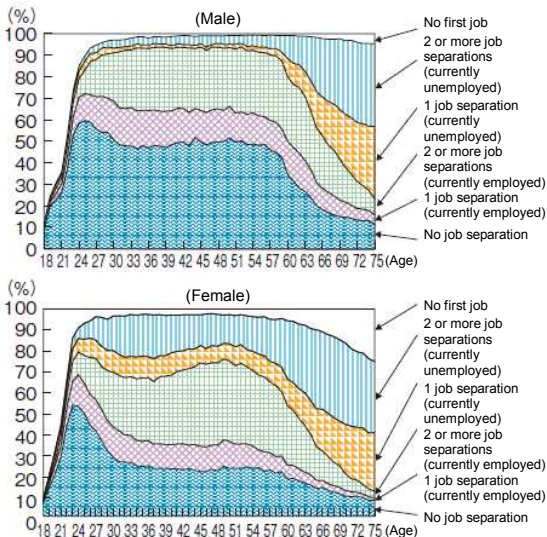 (%)
(Male)
100
90
80
70
60
50
40
30
20
10
0
18 21 24 27 30 33 36 39 42 45 48 51 54 57 60 63 66 69 72 75 (Age)
No first job
2 or more job
separations
(currently
unemployed)
1 job separation
(currently
unemployed)
2 or more job
separations
(currently employed)
1 job separation
(currently employed)
No job separation
(%)
(Female)
100
90
80
70
60
50
40
30
20
10
0
18 21 24 27 30 33 36 39 42 45 48 51 54 57 60 63 66 69 72 75 (Age)
No first job
2 or more job
separations
(currently
unemployed)
1 job separation
(currently
unemployed)
2 or more job
separations
(currently employed)
1 job separation
(currently employed)
No job separation